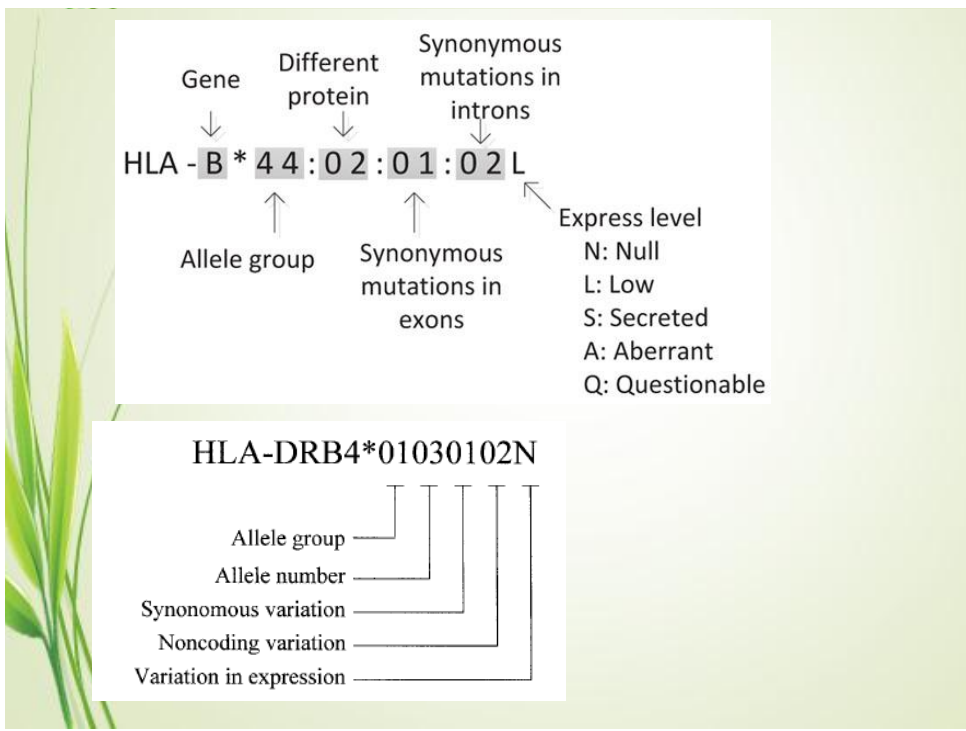 Gene
Different
protein
Synonymous
mutations in
introns
HLA - B * 4 4 : 0 2 : 0 1 : 0 2 L
Allele group
Synonymous
mutations in
exons
Express level
N: Null
L: Low
S: Secreted
A: Aberrant
Q: Questionable
HLA-DRB4*01030102N
Allele group
Allele number
Synonomous variation
Noncoding variation
Variation in expression